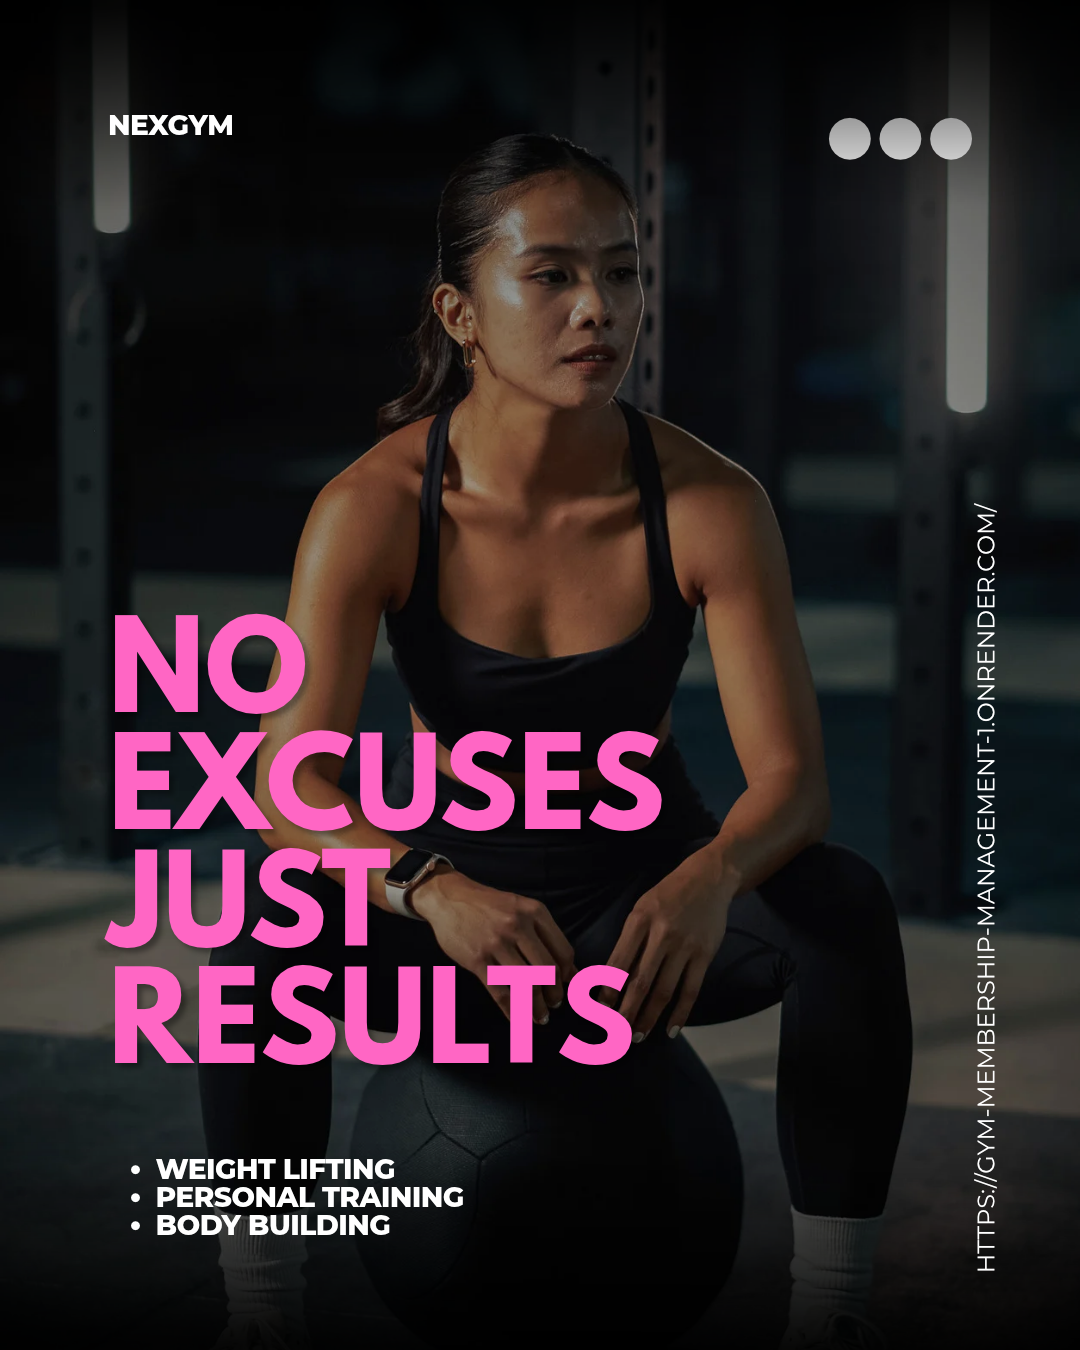 NEXGYM
NO
EXCUSES
JUST
RESULTS
• WEIGHT LIFTING
• PERSONAL TRAINING
• BODY BUILDING
HTTPS://GYM-MEMBERSHIP-MANAGEMENT-1.ONRENDER.COM/